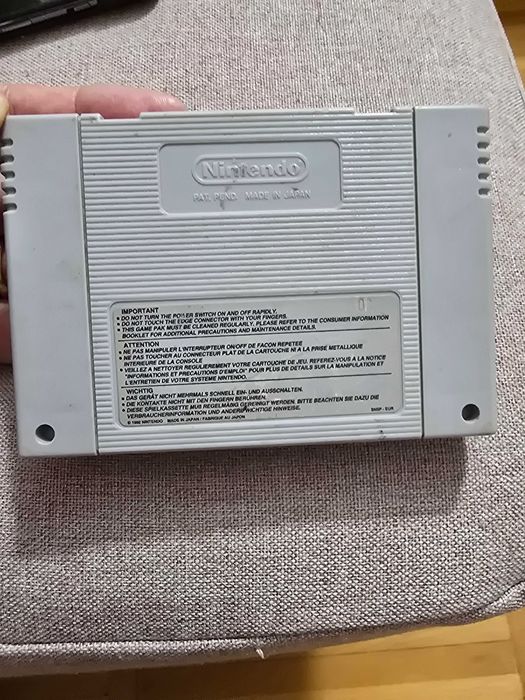 Nintendo
PAT. PEND. MADE IN JAPAN
IMPORTANT
• DO NOT TURN THE POWER SWITCH ON AND OFF RAPIDLY.
• DO NOT TOUCH THE EDGE CONNECTOR WITH YOUR FINGERS.
• THIS GAME PAK MUST BE CLEANED REGULARLY. PLEASE REFER TO THE CONSUMER INFORMATION
BOOKLET FOR ADDITIONAL PRECAUTIONS AND MAINTENANCE DETAILS.
ATTENTION
• NE PAS MANIPULER L'INTERRUPTEUR ON/OFF DE FACON REPETEE
• NE PAS TOUCHER AU CONNECTEUR PLAT DE LA CARTOUCHE NI A LA PRISE METALLIQUE
INTERIEURE DE LA CONSOLE
• VEILLEZ A NETTOYER REGULIEREMENT VOTRE CARTOUCHE DE JEU. REFEREZ-VOUS A LA NOTICE
"INFORMATIONS ET PRECAUTIONS D'EMPLOI" POUR PLUS DE DETAILS SUR LA MANIPULATION ET
L'ENTRETIEN DE VOTRE SYSTEME NINTENDO.
WICHTIG
• DAS GERÄT NICHT MEHRMALS SCHNELL EIN- UND AUSSCHALTEN.
• DIE KONTAKTE NICHT MIT DEN FINGERN BERÜHREN.
• DIESE SPIELKASSETTE MUß REGELMÄßIG GEREINIGT WERDEN. BITTE BEACHTEN SIE DAZU DIE
VERBRAUCHERINFORMATION UND ANDERE WICHTIGE HINWEISE.
© 1992 NINTENDO MADE IN JAPAN / FABRIQUE AU JAPON
SNSP - EUR